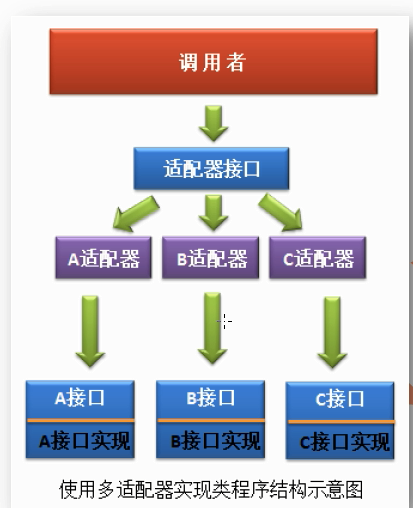 调用者
适配器接口
A适配器 B适配器 C适配器
A接口 B接口 C接口
A接口实现 B接口实现 C接口实现
使用多适配器实现类程序结构示意图